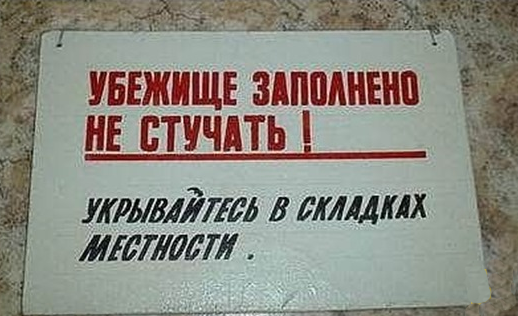 УБЕЖИЩЕ ЗАПОЛНЕНО
НЕ СТУЧАТЬ !
УКРЫВАЙТЕСЬ В СКЛАДКАХ
МЕСТНОСТИ .